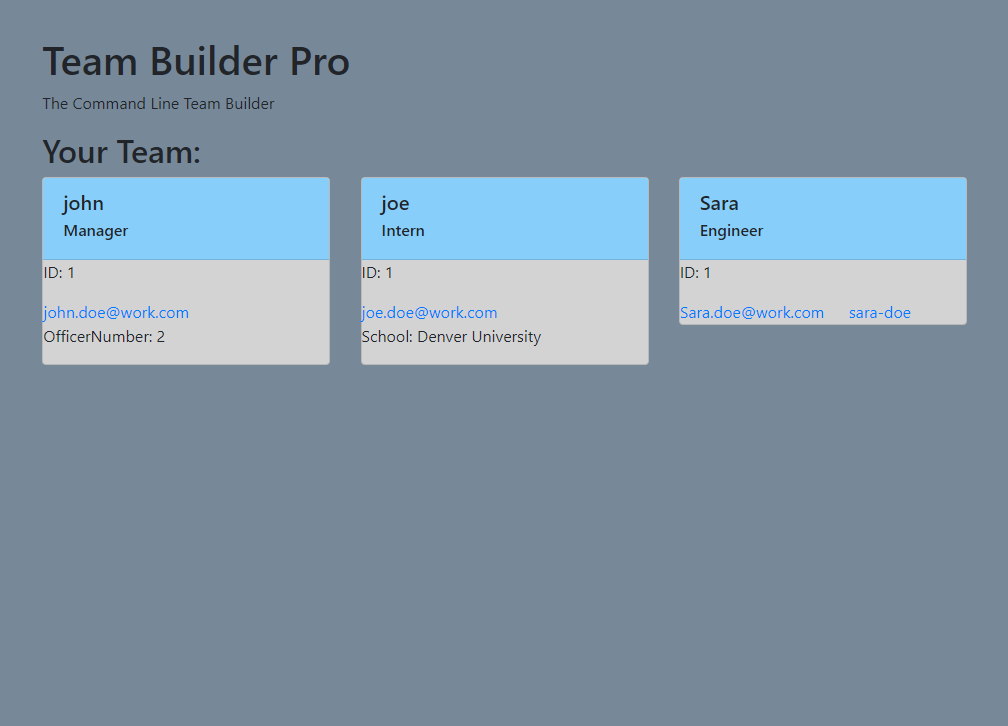 Team Builder Pro
The Command Line Team Builder
Your Team:
john
Manager
ID: 1
john.doe@work.com
OfficerNumber: 2
joe
Intern
ID: 1
joe.doe@work.com
School: Denver University
Sara
Engineer
ID: 1
Sara.doe@work.com sara-doe